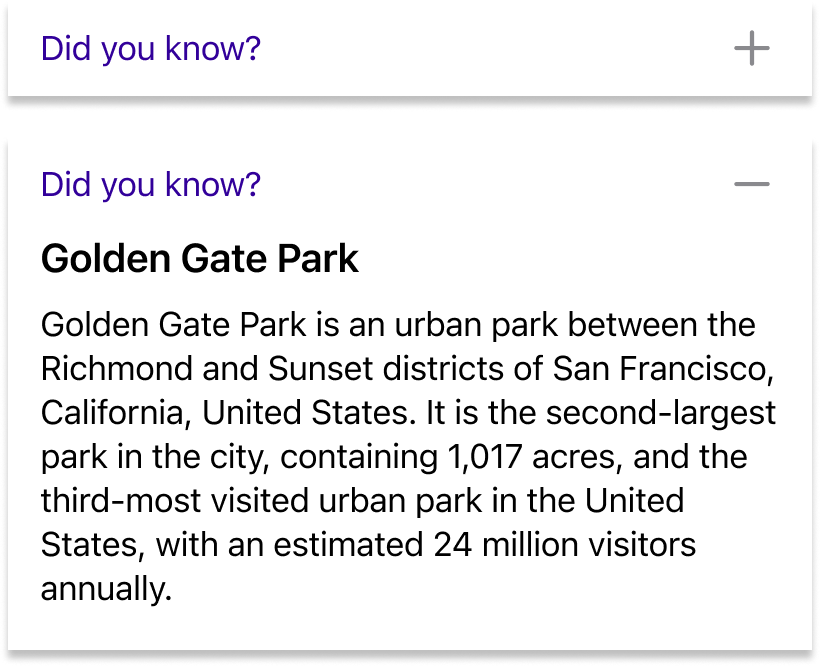 Did you know?
Did you know?
Golden Gate Park
Golden Gate Park is an urban park between the
Richmond and Sunset districts of San Francisco,
California, United States. It is the second-largest
park in the city, containing 1,017 acres, and the
third-most visited urban park in the United
States, with an estimated 24 million visitors
annually.